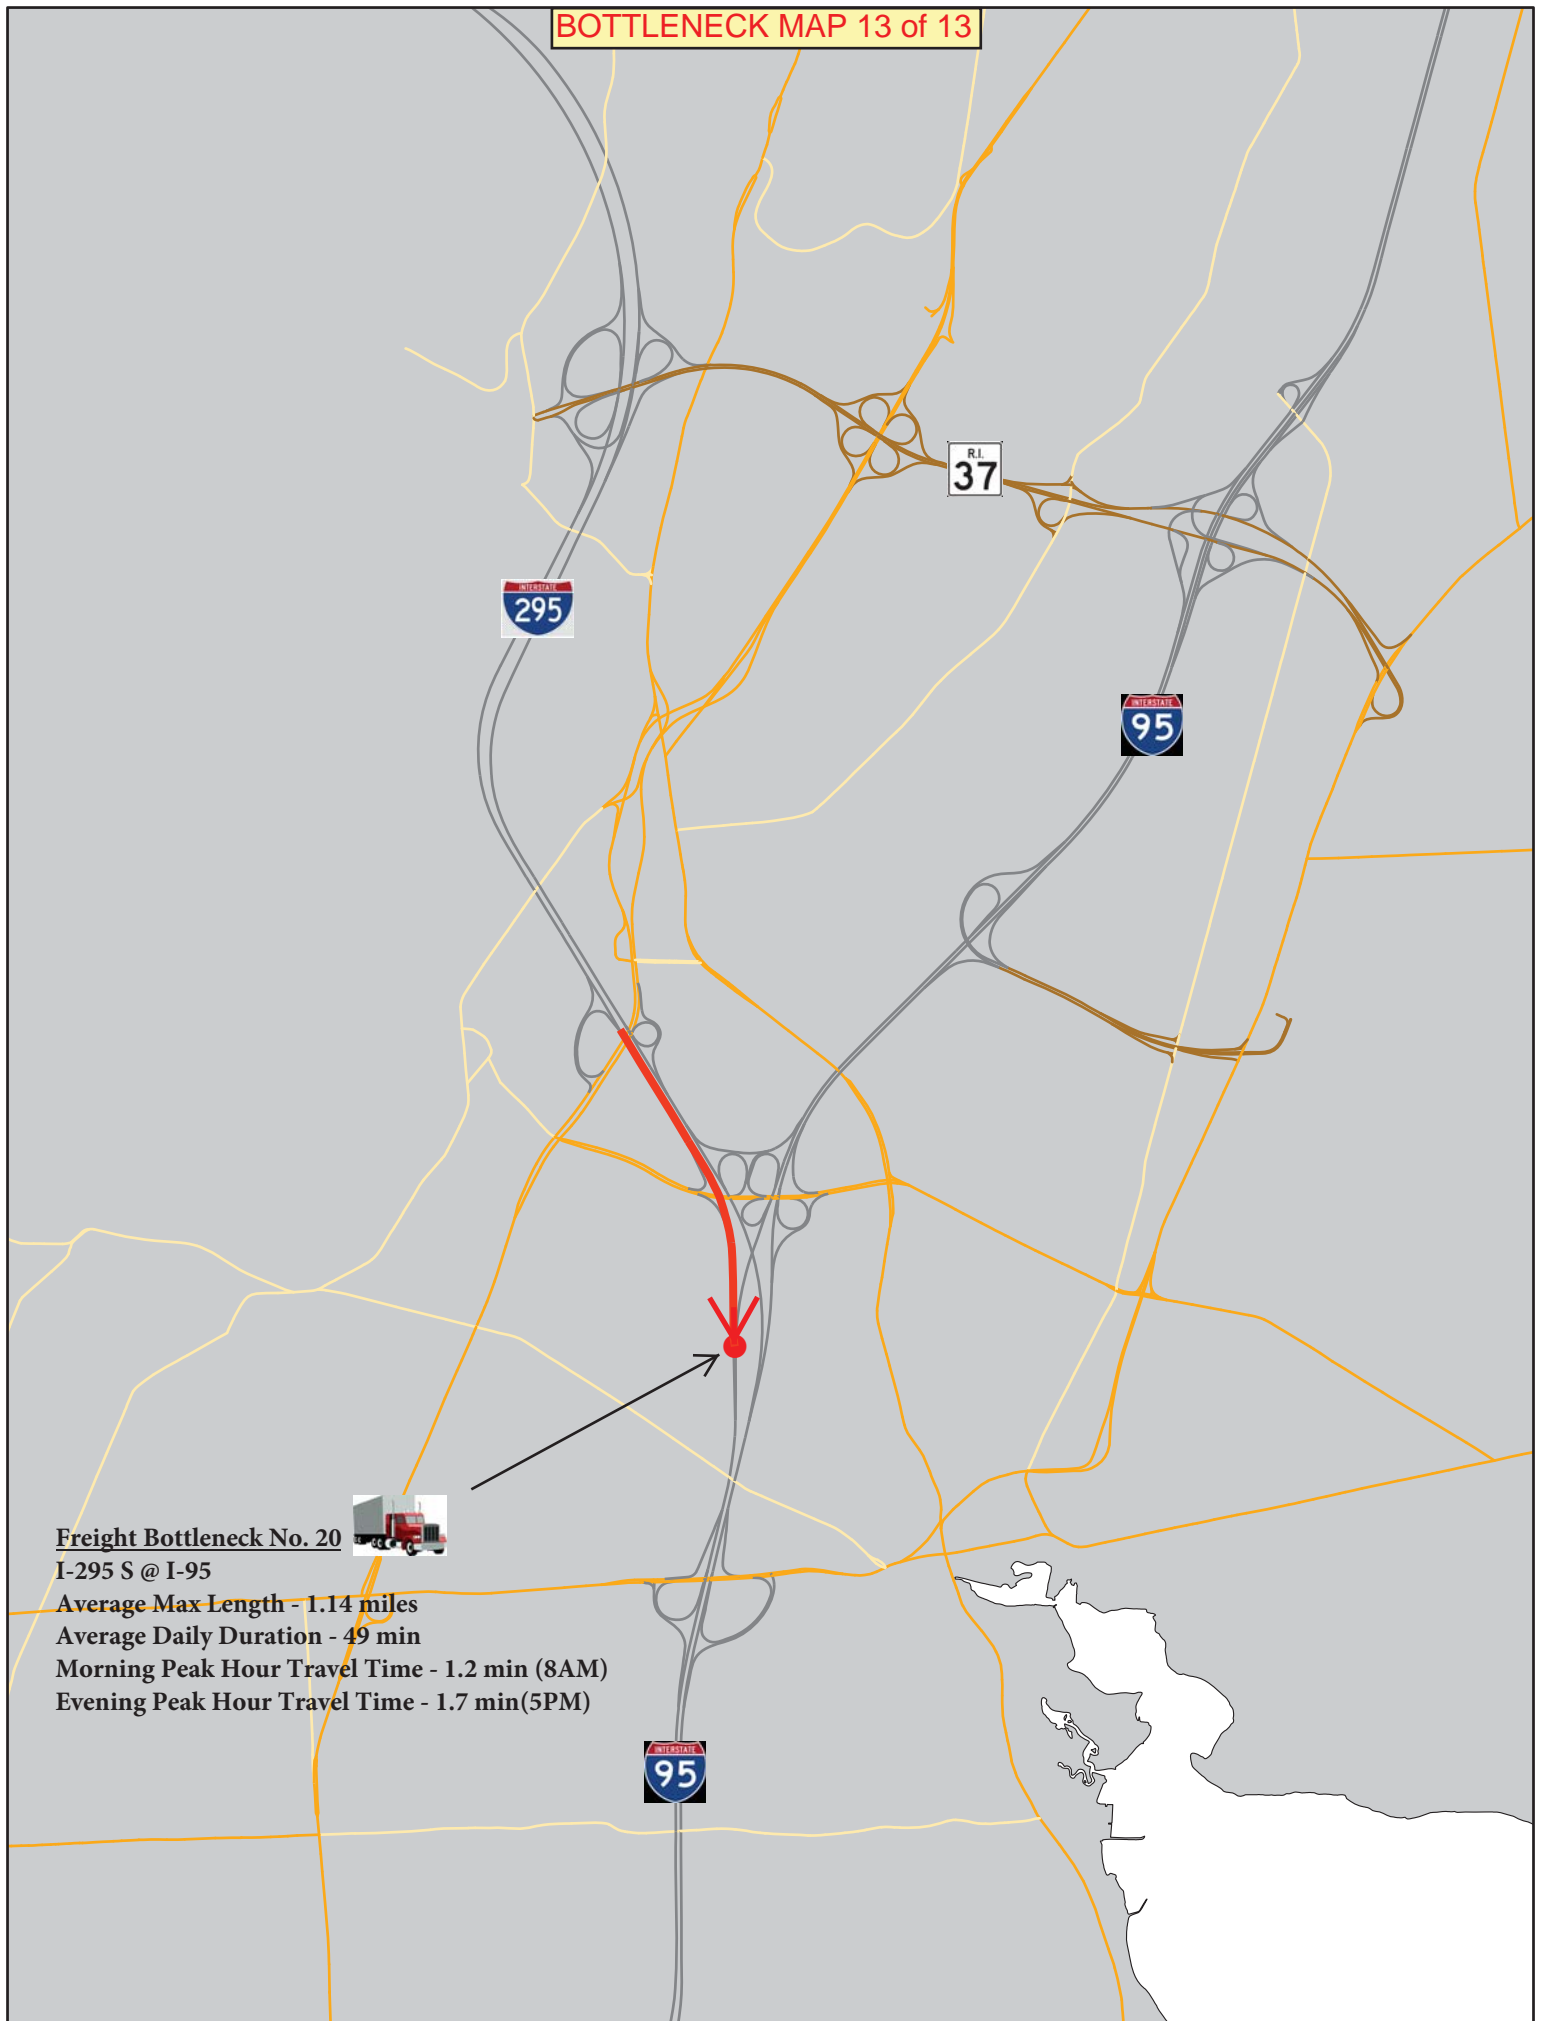 BOTTLENECK MAP 13 of 13
R.I.
37
INTERSTATE
295
INTERSTATE
95
Freight Bottleneck No. 20
I-295 S @ I-95
Average Max Length - 1.14 miles
Average Daily Duration - 49 min
Morning Peak Hour Travel Time - 1.2 min (8AM)
Evening Peak Hour Travel Time - 1.7 min(5PM)
INTERSTATE
95